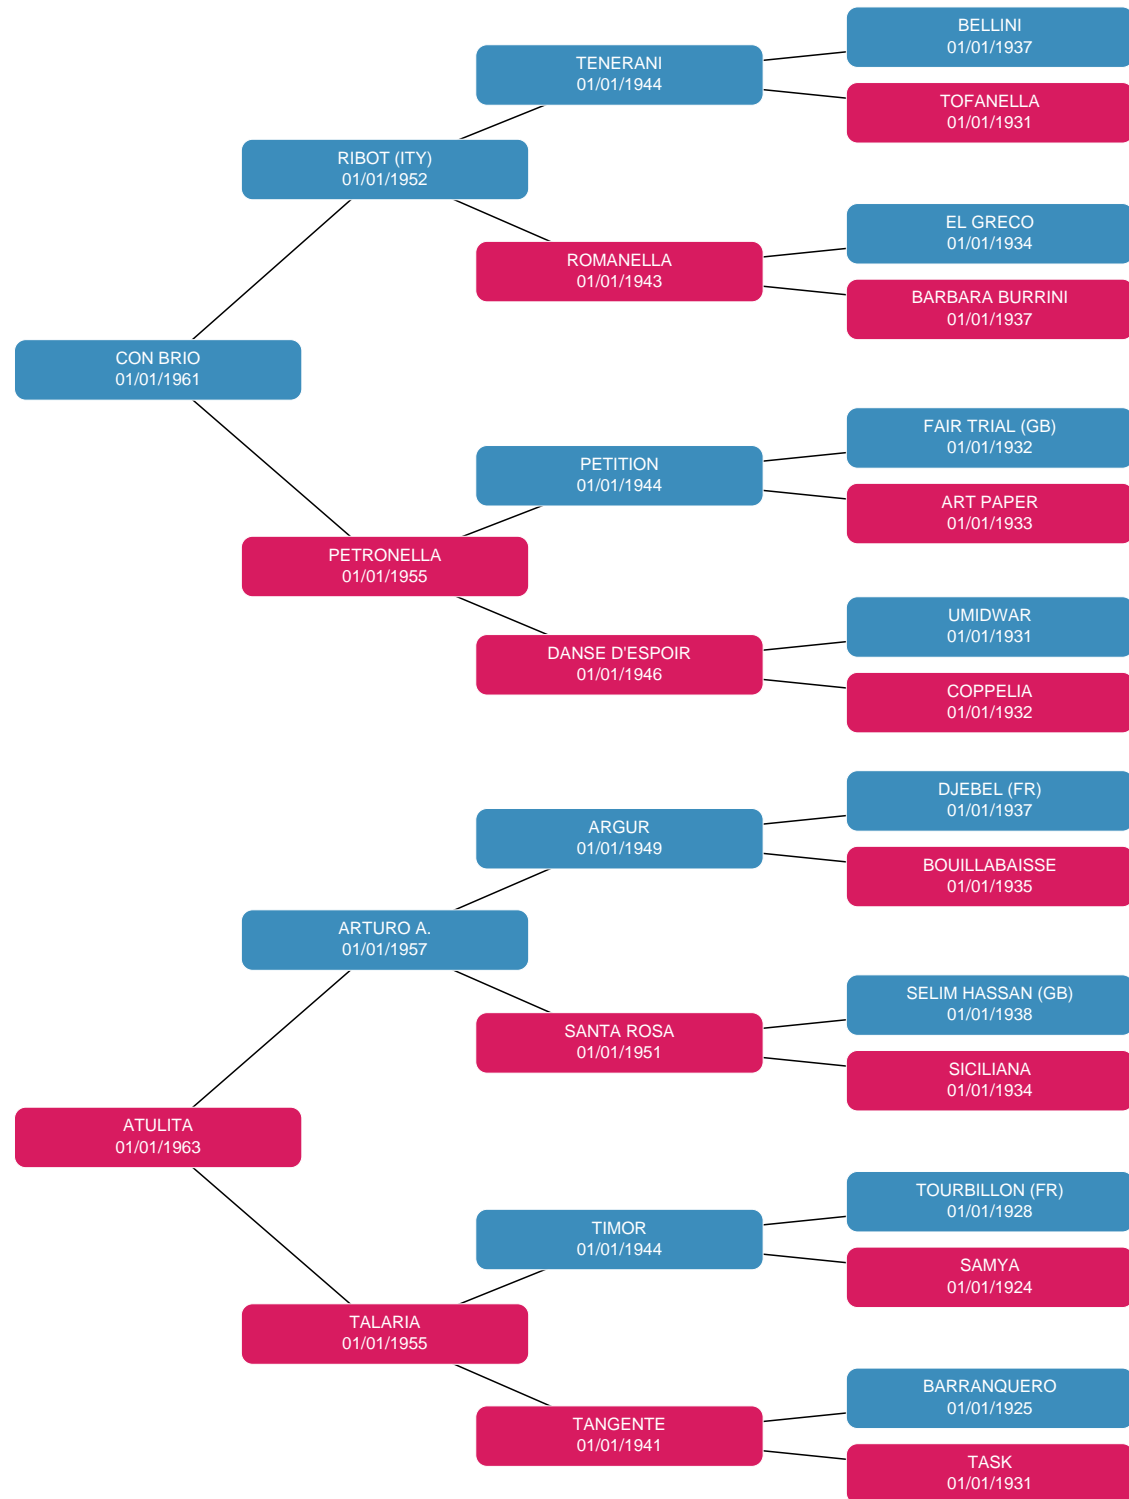 BELLINI
01/01/1937
TENERANI
01/01/1944
TOFANELLA
01/01/1931
RIBOT (ITY)
01/01/1952
EL GRECO
01/01/1934
ROMANELLA
01/01/1943
BARBARA BURRINI
01/01/1937
CON BRIO
01/01/1961
FAIR TRIAL (GB)
01/01/1932
PETITION
01/01/1944
ART PAPER
01/01/1933
PETRONELLA
01/01/1955
UMIDWAR
01/01/1931
DANSE D'ESPOIR
01/01/1946
COPPELIA
01/01/1932
DJEBEL (FR)
01/01/1937
ARGUR
01/01/1949
BOUILLABAISSE
01/01/1935
ARTURO A.
01/01/1957
SELIM HASSAN (GB)
01/01/1938
SANTA ROSA
01/01/1951
SICILIANA
01/01/1934
ATULITA
01/01/1963
TOURBILLON (FR)
01/01/1928
TIMOR
01/01/1944
SAMYA
01/01/1924
TALARIA
01/01/1955
BARRANQUERO
01/01/1925
TANGENTE
01/01/1941
TASK
01/01/1931